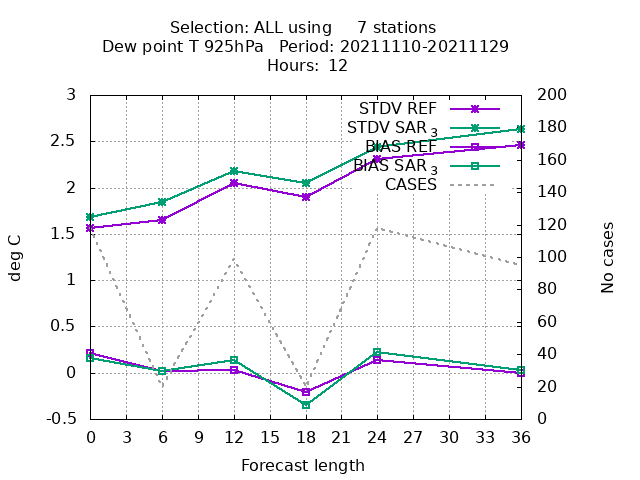 Selection: ALL using 7 stations
Dew point T 925hPa Period: 20211110-20211129
Hours: 12
3
2.5
2
1.5
1
0.5
0
-0.5
deg C
STDV REF
STDV SAR 3
BIAS REF
BIAS SAR 3
CASES
200
180
160
140
120
100
80
60
40
20
0
No cases
0 3 6 9 12 15 18 21 24 27 30 33 36
Forecast length